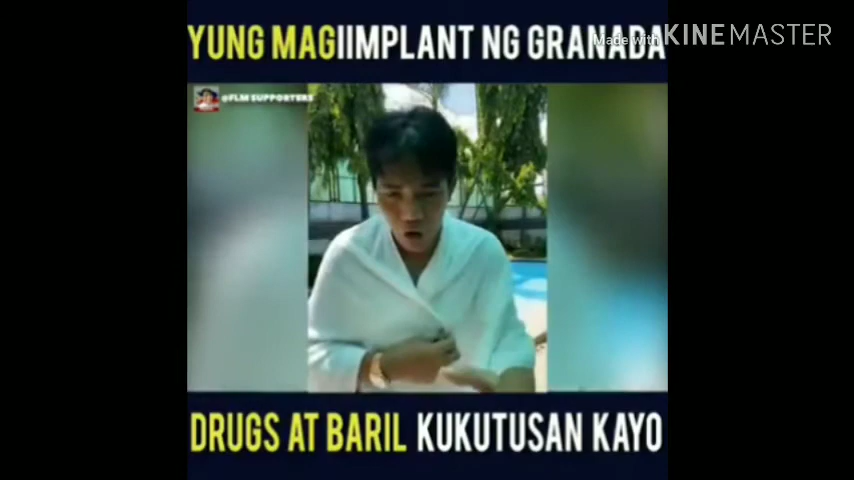 YUNG MAGIIMPLANT NG GRANADA
Made with KINEMASTER
@FLM SUPPORTERS
DRUGS AT BARIL KUKUTUSAN KAYO